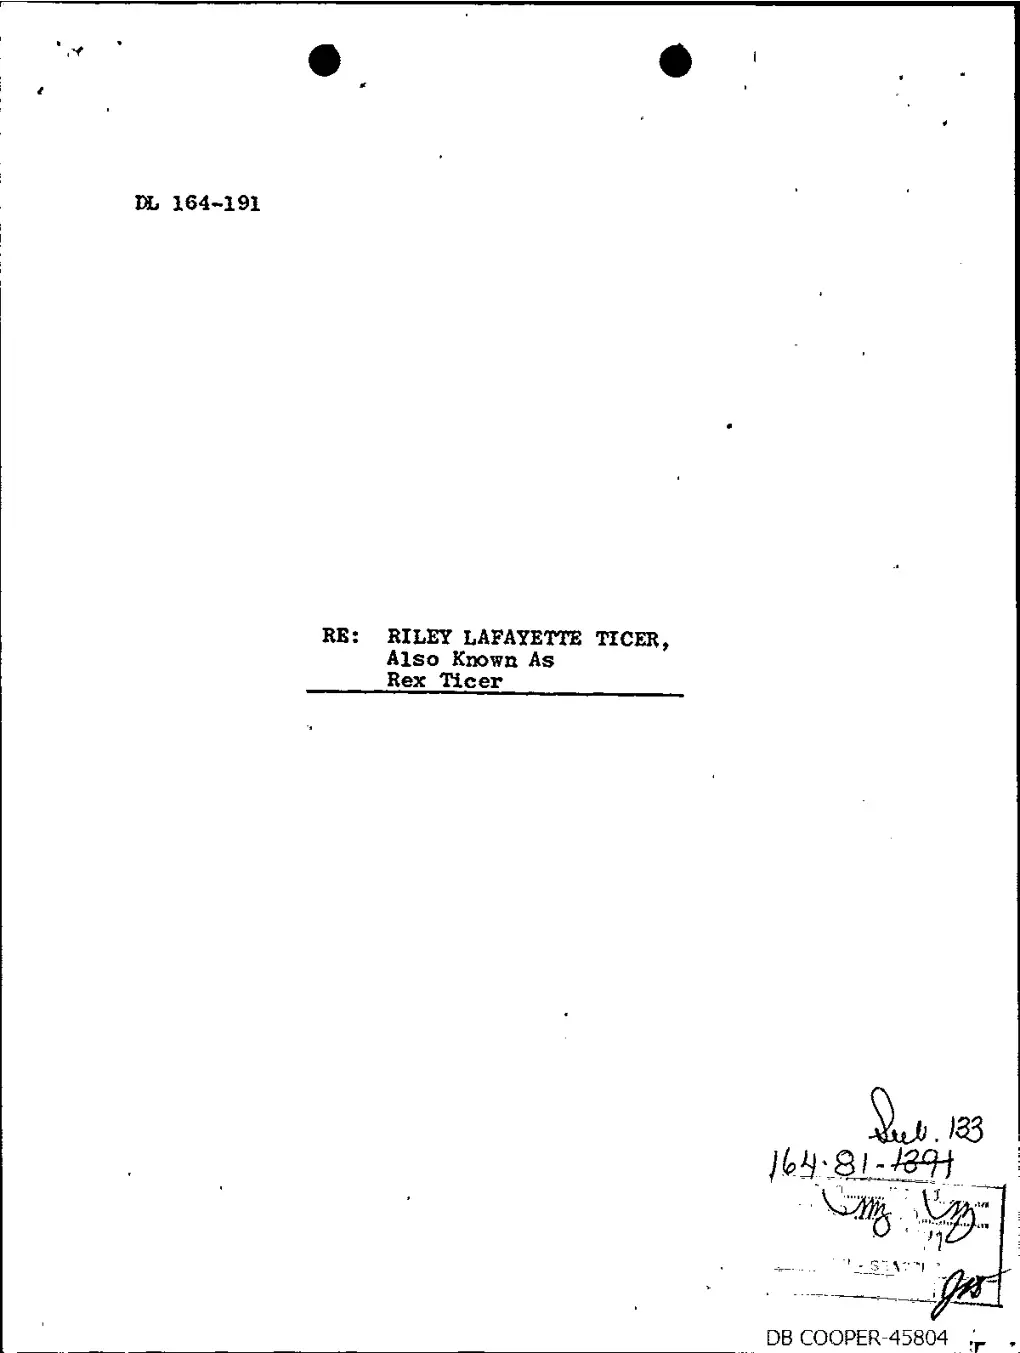 DL 164-191
RE: RILEY LAFAYETTE TICER,
Also Known As
Rex Ticer
Sub. 133
164-81-1391
DB COOPER-45804